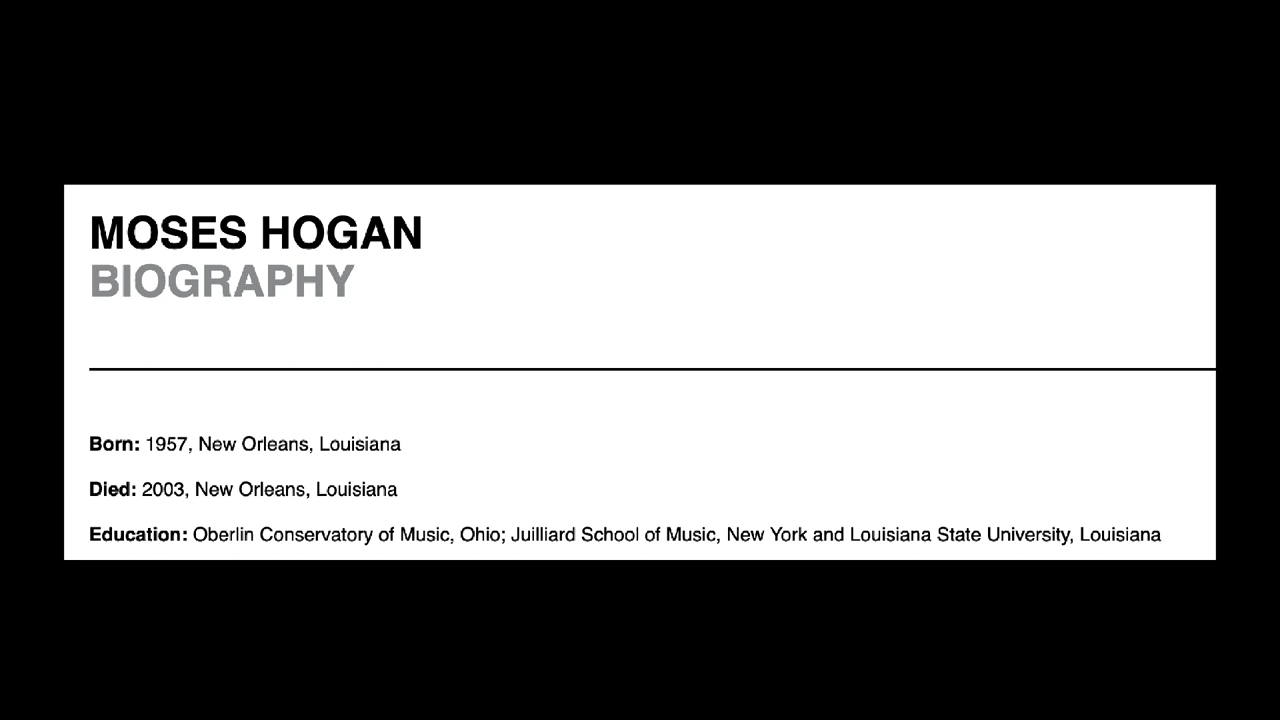 MOSES HOGAN
BIOGRAPHY
Born: 1957, New Orleans, Louisiana
Died: 2003, New Orleans, Louisiana
Education: Oberlin Conservatory of Music, Ohio; Juilliard School of Music, New York and Louisiana State University, Louisiana